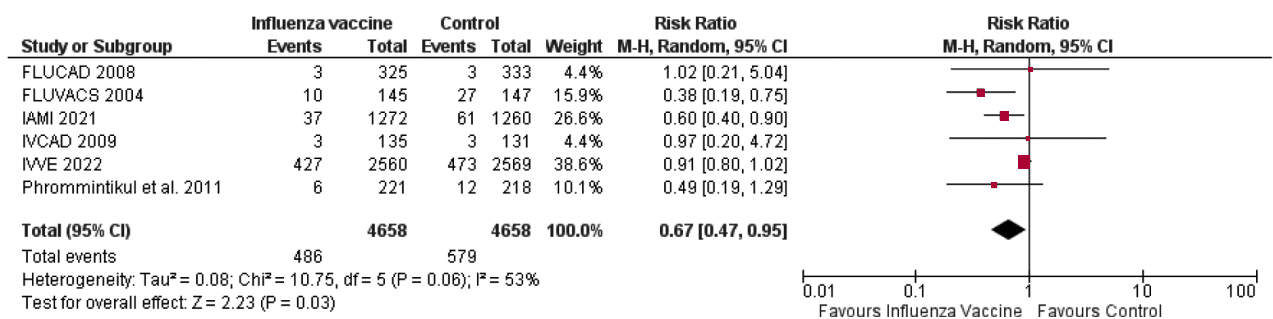 Influenza vaccine Control Risk Ratio Risk Ratio
Study or Subgroup Events Total Events Total Weight M-H, Random, 95% CI M-H, Random, 95% CI
FLUCAD 2008 3 325 3 333 4.4% 1.02 [0.21, 5.04]
FLUVACS 2004 10 145 27 147 15.9% 0.38 [0.19, 0.75]
IAMI 2021 37 1272 61 1260 26.6% 0.60 [0.40, 0.90]
IVCAD 2009 3 135 3 131 4.4% 0.97 [0.20, 4.72]
IVVE 2022 427 2560 473 2569 38.6% 0.91 [0.80, 1.02]
Phrommintikul et al. 2011 6 221 12 218 10.1% 0.49 [0.19, 1.29]
Total (95% CI) 4658 4658 100.0% 0.67 [0.47, 0.95]
Total events 486 579
Heterogeneity: Tau² = 0.08; Chi² = 10.75, df = 5 (P = 0.06); I² = 53%
Test for overall effect: Z = 2.23 (P = 0.03)
0.01 0.1 1 10 100
Favours Influenza Vaccine Favours Control